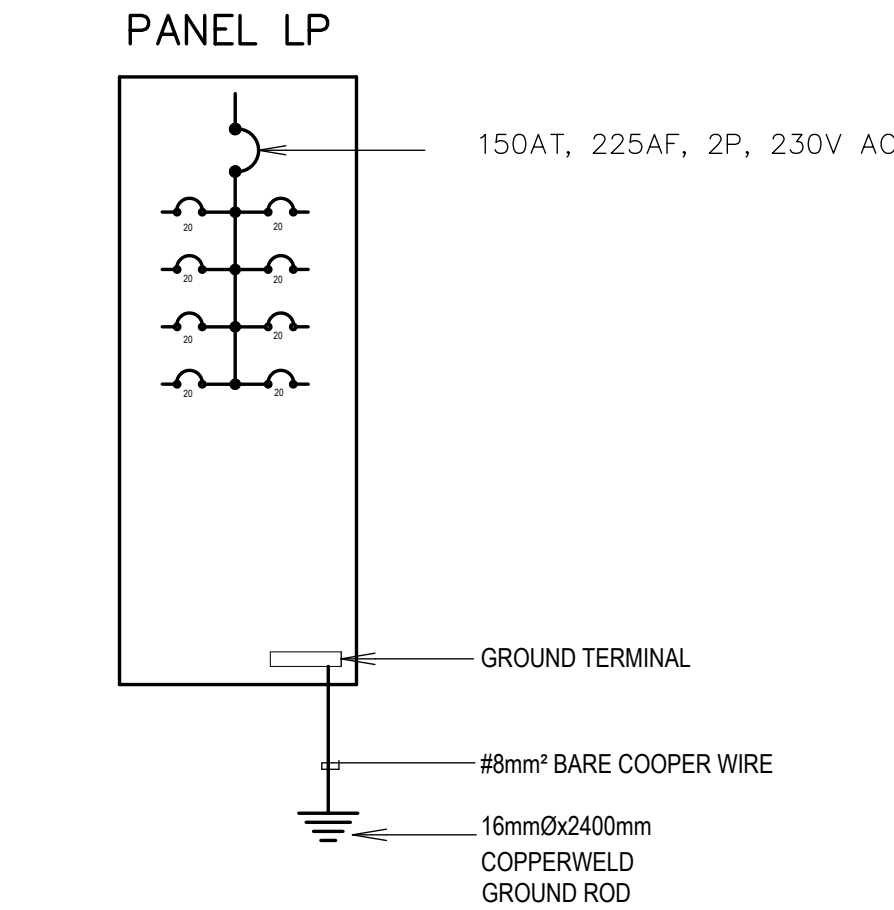 PANEL LP
150AT, 225AF, 2P, 230V AC
20 20
20 20
20 20
20 20
GROUND TERMINAL
#8mm² BARE COOPER WIRE
16mmØx2400mm
COPPERWELD
GROUND ROD